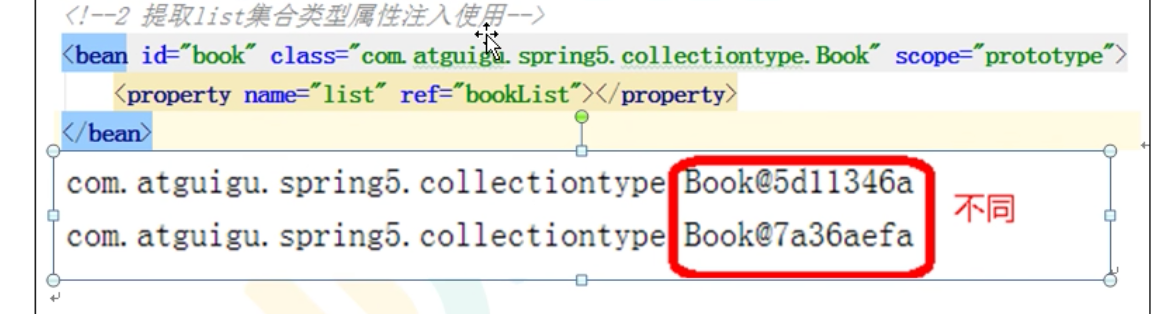 <!--2 提取list集合类型属性注入使用-->
<bean id="book" class="com.atguigu.spring5.collectiontype.Book" scope="prototype">
<property name="list" ref="bookList"></property>
</bean>
com.atguigu.spring5.collectiontype.Book@5d11346a
com.atguigu.spring5.collectiontype.Book@7a36aefa
不同